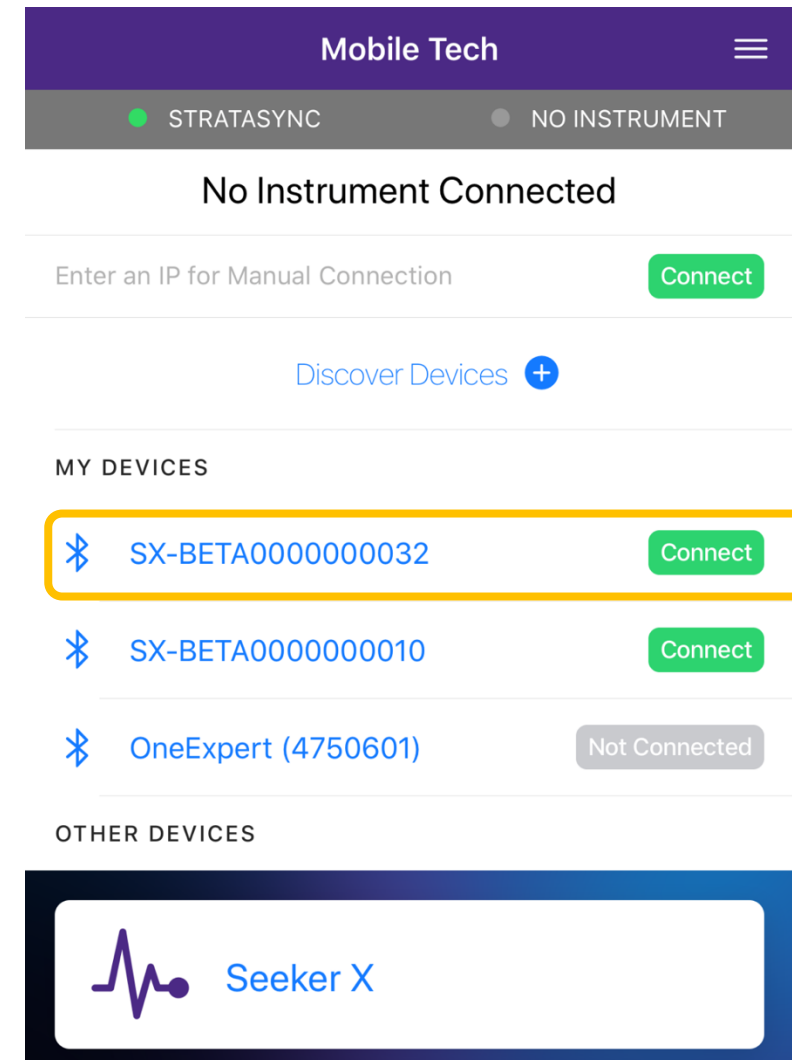 Mobile Tech
STRATASYNC NO INSTRUMENT
No Instrument Connected
Enter an IP for Manual Connection Connect
Discover Devices
MY DEVICES
SX-BETA0000000032 Connect
SX-BETA0000000010 Connect
OneExpert (4750601) Not Connected
OTHER DEVICES
Seeker X